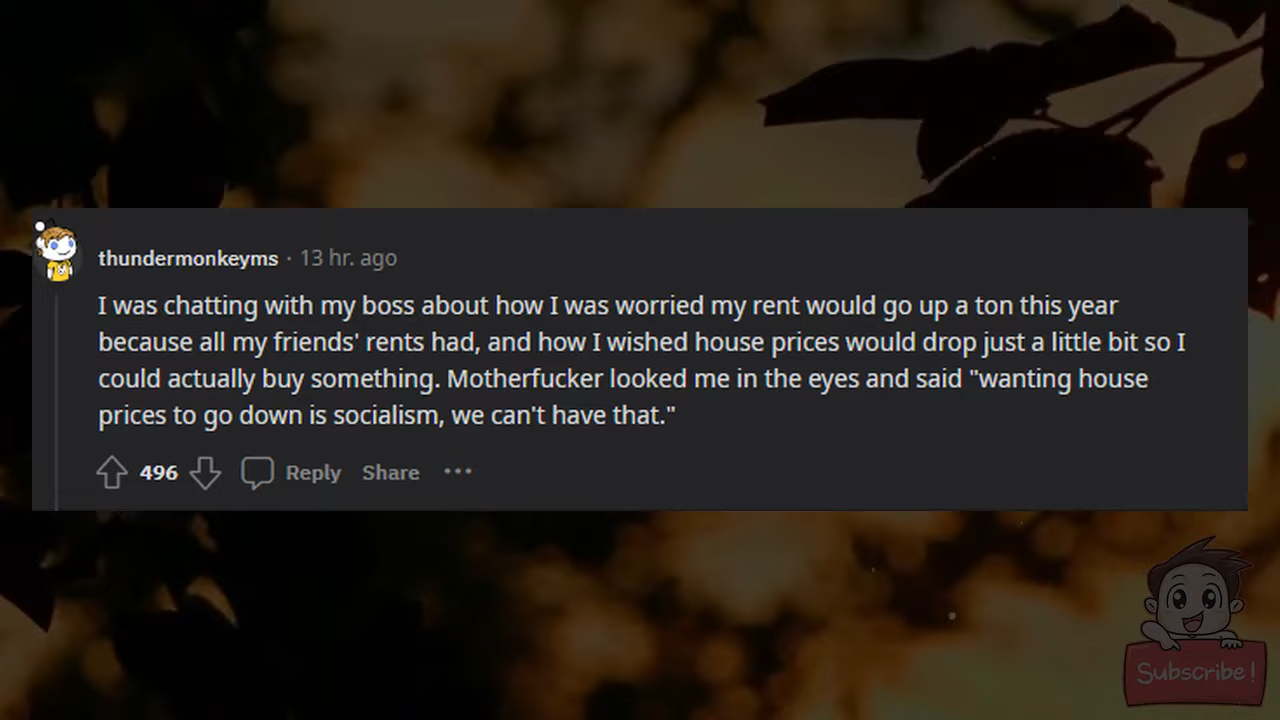 thundermonkeyms · 13 hr. ago
I was chatting with my boss about how I was worried my rent would go up a ton this year
because all my friends' rents had, and how I wished house prices would drop just a little bit so I
could actually buy something. Motherfucker looked me in the eyes and said "wanting house
prices to go down is socialism, we can't have that."
496 Reply Share ...
Subscribe!